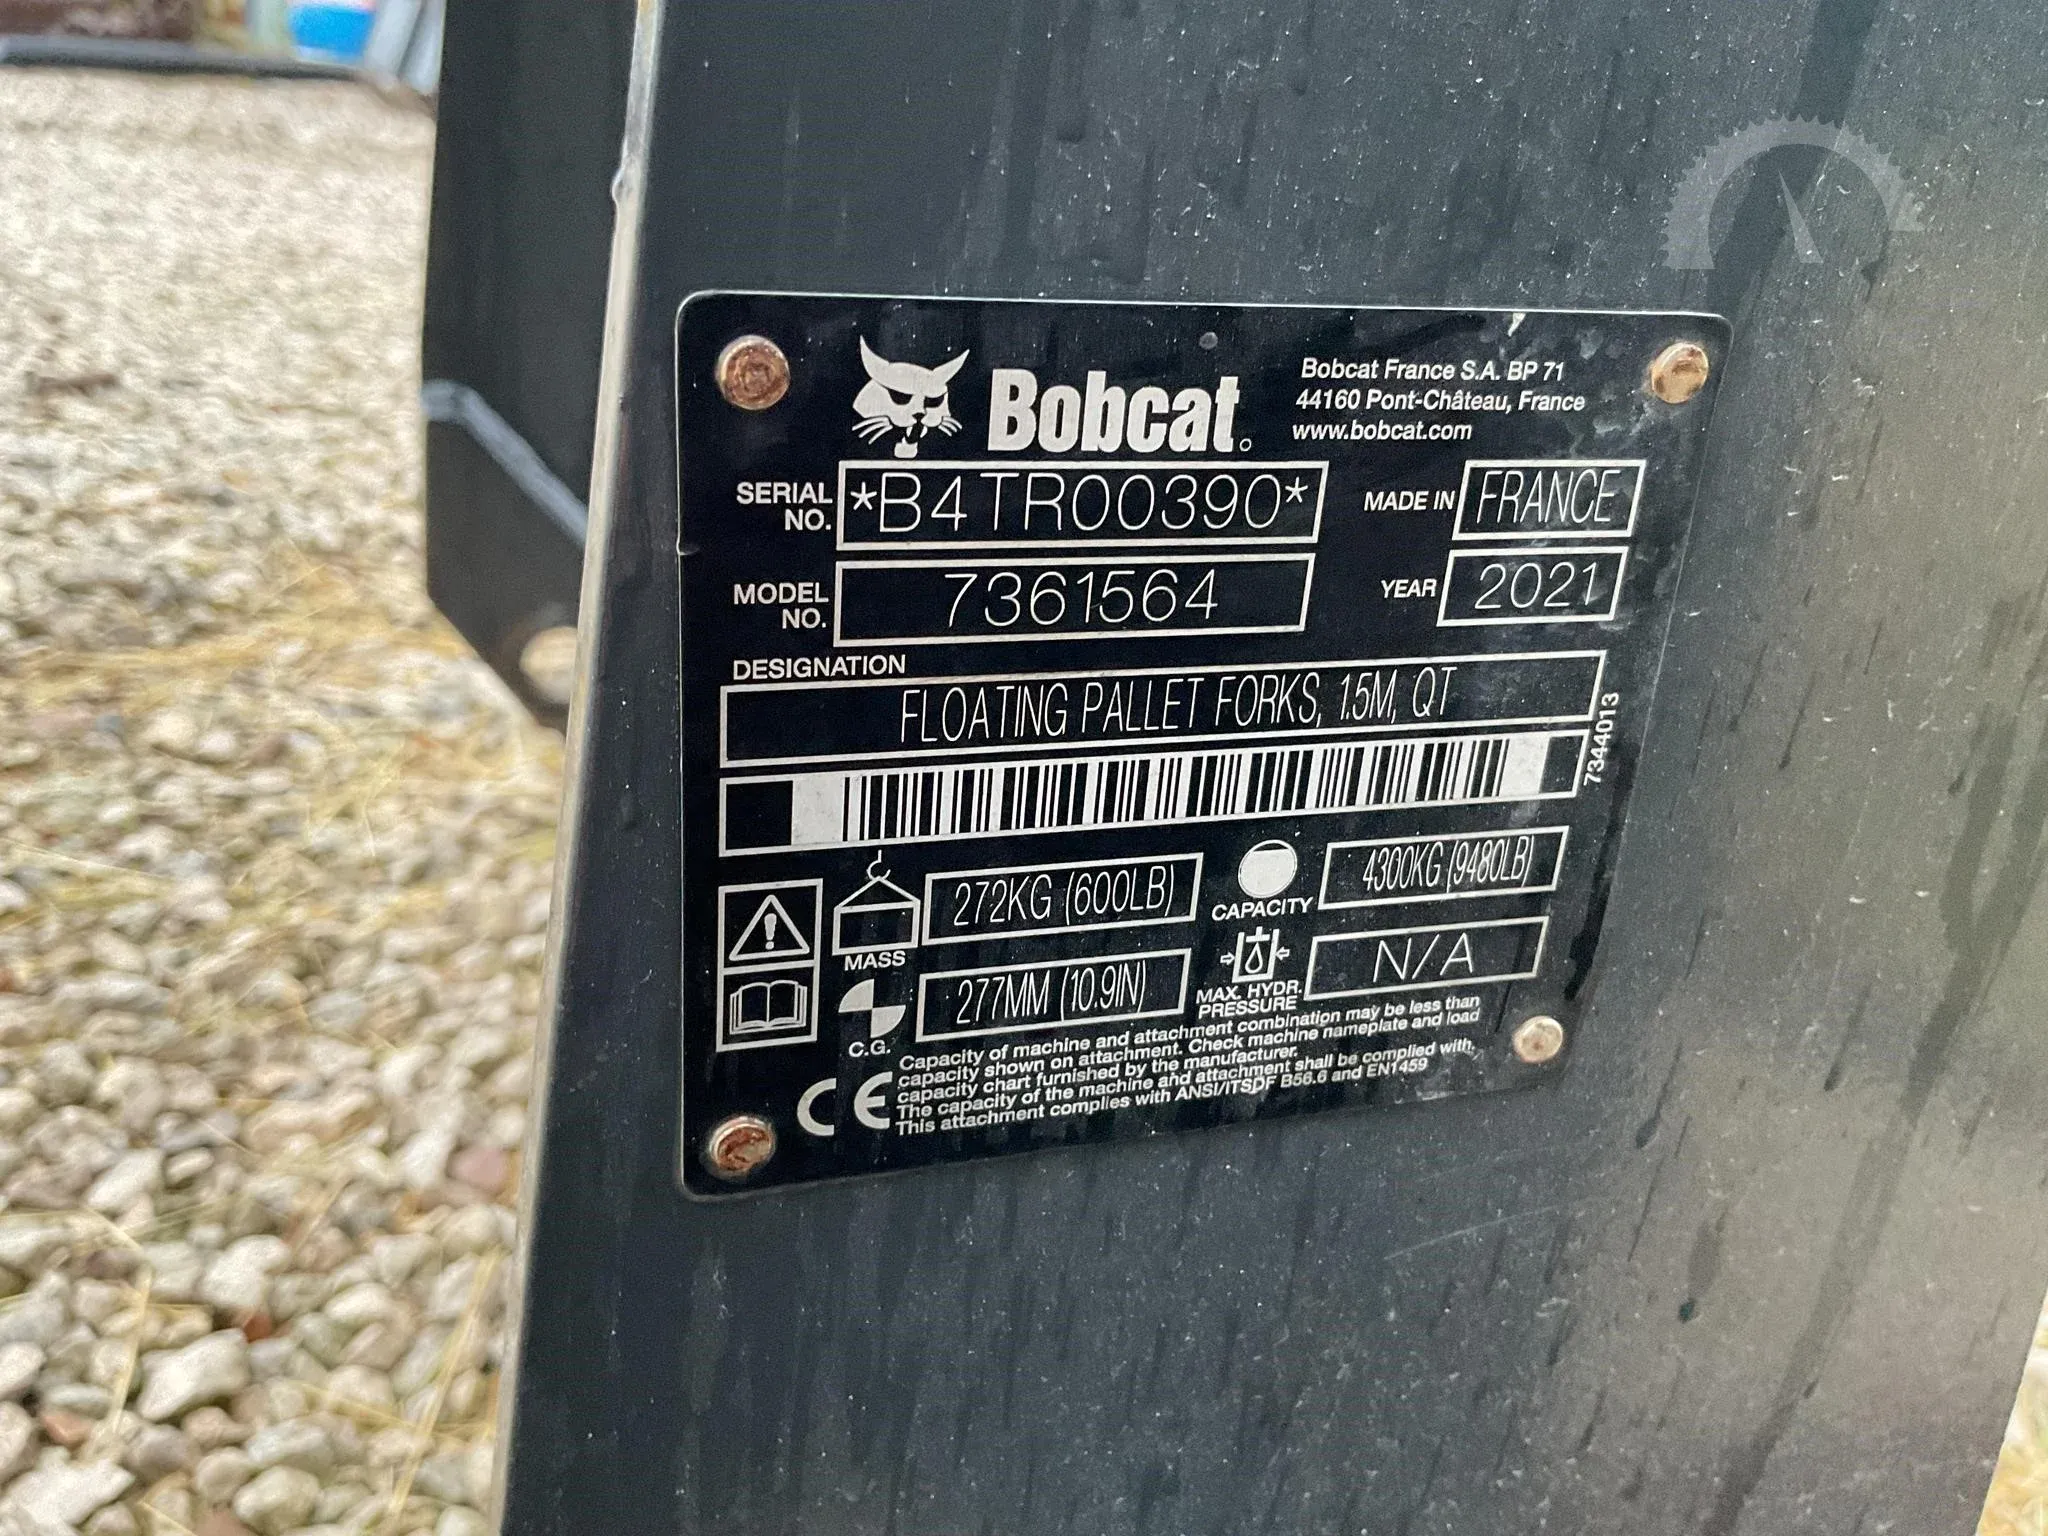 Bobcat
Bobcat France S.A. BP 71
44160 Pont-Château, France
www.bobcat.com
SERIAL NO. *B4TR00390*
MADE IN FRANCE
MODEL NO. 7361564
YEAR 2021
DESIGNATION
FLOATING PALLET FORKS, 1.5M, QT
7344013
MASS 272KG (600LB)
CAPACITY 4300KG (9480LB)
C.G. 277MM (10.9IN)
MAX. HYDR. PRESSURE N/A
CE
Capacity of machine and attachment combination may be less than
capacity shown on attachment. Check machine nameplate and load
capacity chart furnished by the manufacturer.
The capacity of the machine and attachment shall be complied with.
This attachment complies with ANSI/ITSDF B56.6 and EN1459